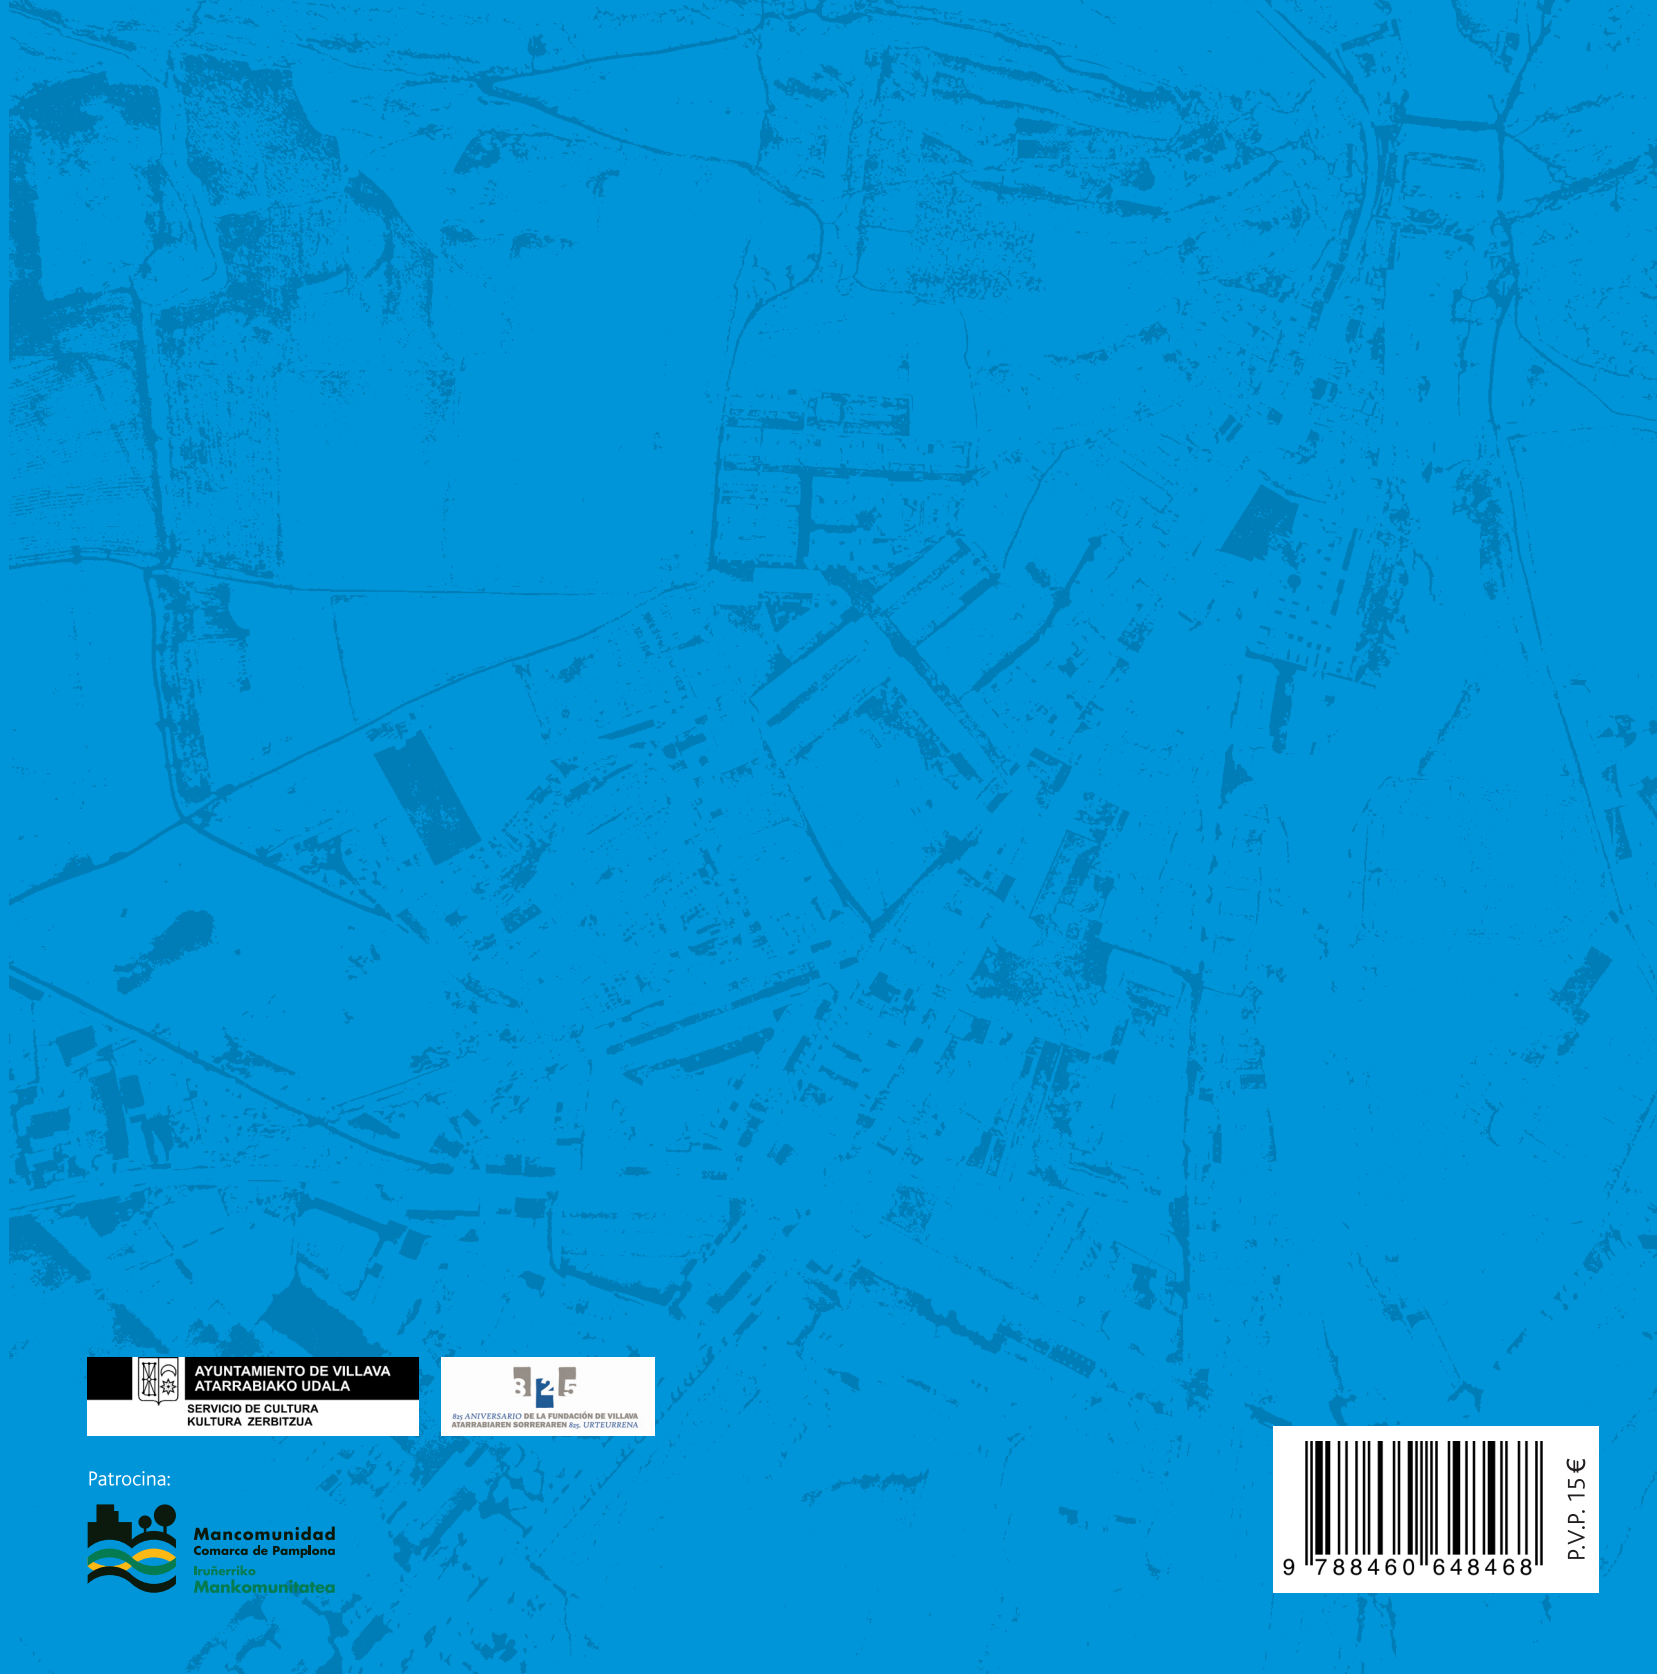 AYUNTAMIENTO DE VILLAVA
ATARRABIAKO UDALA
SERVICIO DE CULTURA
KULTURA ZERBITZUA
825
825 ANIVERSARIO DE LA FUNDACIÓN DE VILLAVA
ATARRABIAREN SORRERAREN 825. URTEURRENA
Patrocina:
Mancomunidad
Comarca de Pamplona
Iruñerriko
Mankomunitatea
9 788460 648468
P.V.P. 15€